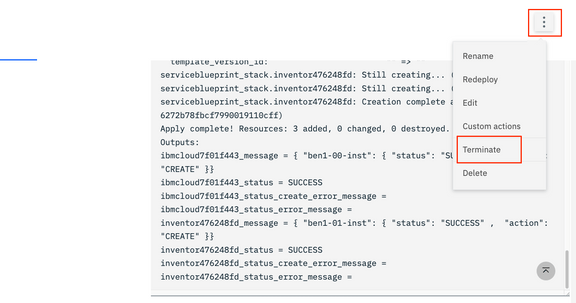 Rename
Redeploy
Edit
Custom actions
Terminate
Delete
template_version_id: =>
serviceblueprint_stack.inventor476248fd: Still creating... (
serviceblueprint_stack.inventor476248fd: Still creating... (
serviceblueprint_stack.inventor476248fd: Creation complete a
6272b78fbcf7990019110cff)
Apply complete! Resources: 3 added, 0 changed, 0 destroyed.
Outputs:
ibmcloud7f01f443_message = { "ben1-00-inst": { "status": "SU :
"CREATE" }}
ibmcloud7f01f443_status = SUCCESS
ibmcloud7f01f443_status_create_error_message =
ibmcloud7f01f443_status_error_message =
inventor476248fd_message = { "ben1-01-inst": { "status": "SUCCESS" , "action":
"CREATE" }}
inventor476248fd_status = SUCCESS
inventor476248fd_status_create_error_message =
inventor476248fd_status_error_message =